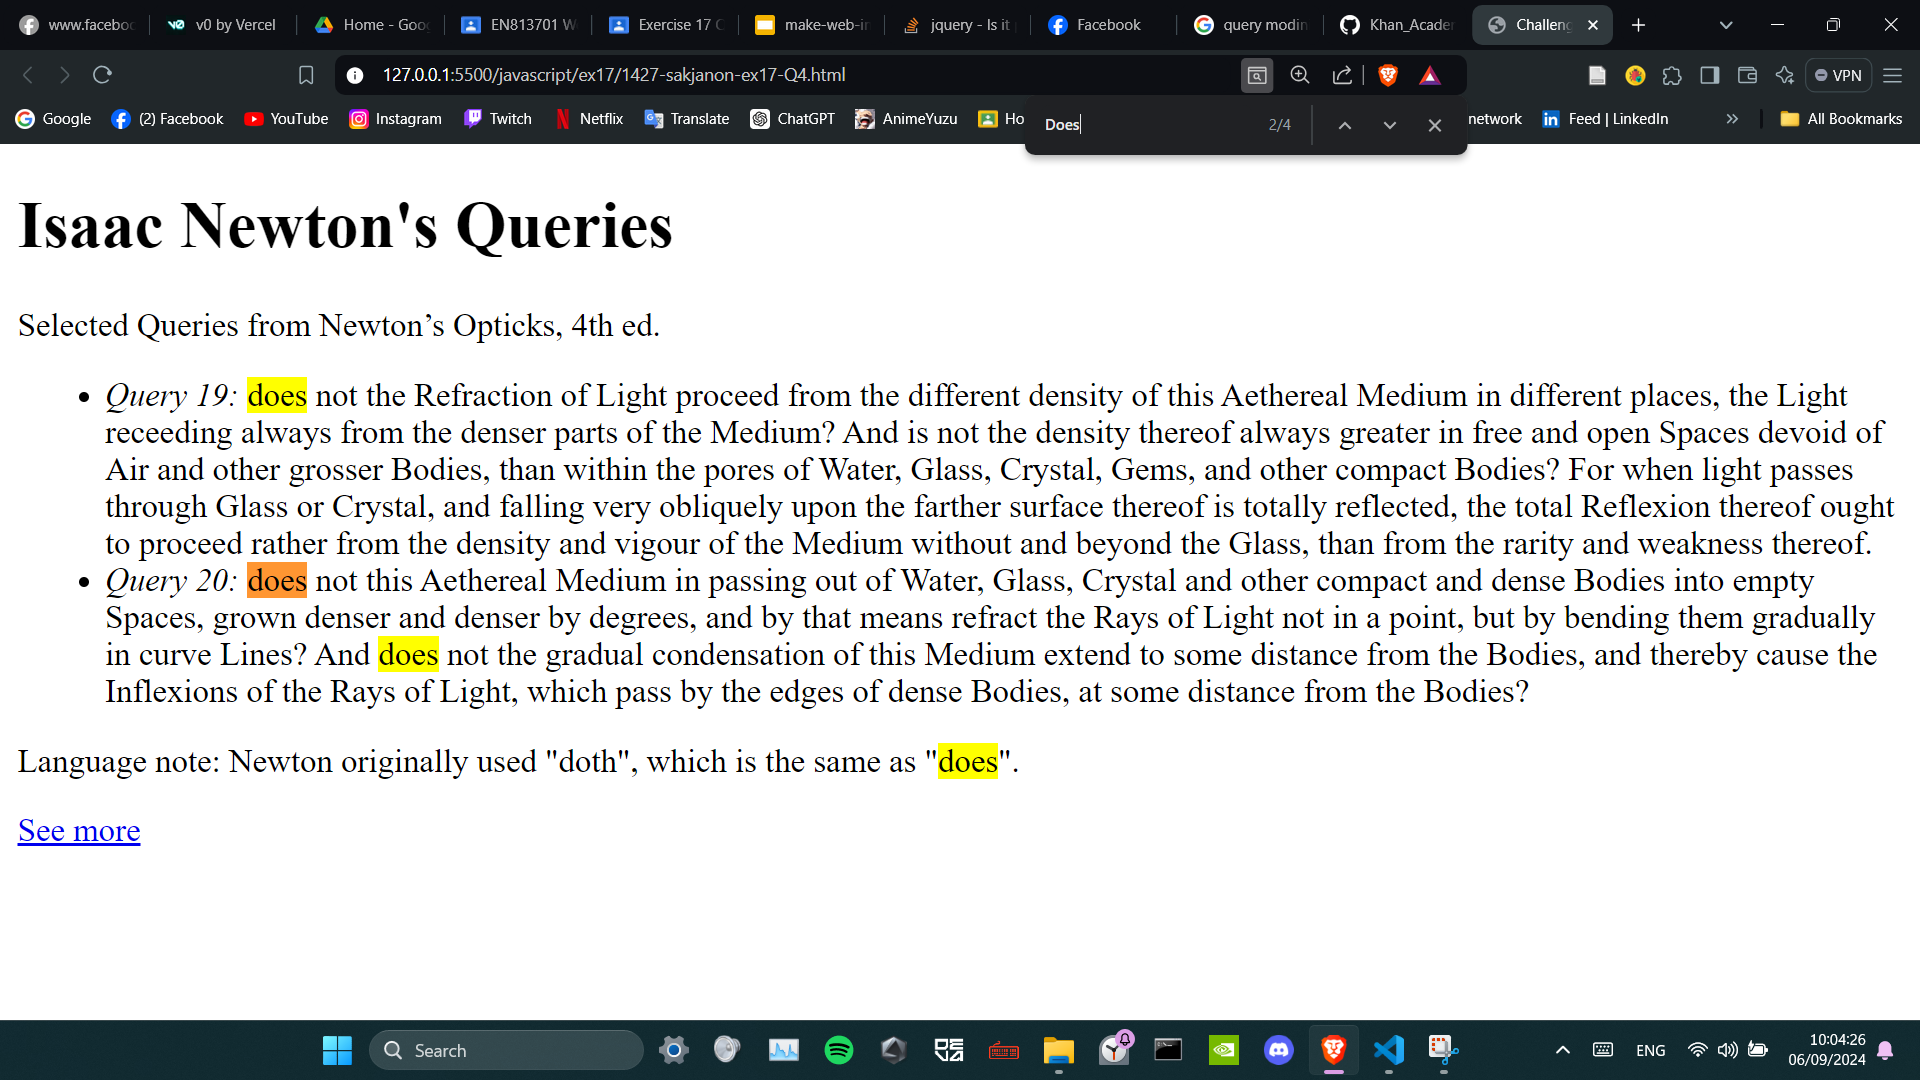 www.faceboo
v0 by Vercel
Home - Goo
EN813701 W
Exercise 17 C
make-web-in
jquery - Is it
Facebook
query modin
Khan_Acader
Challeng
127.0.0.1:5500/javascript/ex17/1427-sakjanon-ex17-Q4.html
VPN
Google
(2) Facebook
YouTube
Instagram
Twitch
Netflix
Translate
ChatGPT
AnimeYuzu
Ho
network
Feed | LinkedIn
All Bookmarks
Does
2/4
Isaac Newton's Queries
Selected Queries from Newton’s Opticks, 4th ed.
• Query 19: does not the Refraction of Light proceed from the different density of this Aethereal Medium in different places, the Light
receeding always from the denser parts of the Medium? And is not the density thereof always greater in free and open Spaces devoid of
Air and other grosser Bodies, than within the pores of Water, Glass, Crystal, Gems, and other compact Bodies? For when light passes
through Glass or Crystal, and falling very obliquely upon the farther surface thereof is totally reflected, the total Reflexion thereof ought
to proceed rather from the density and vigour of the Medium without and beyond the Glass, than from the rarity and weakness thereof.
• Query 20: does not this Aethereal Medium in passing out of Water, Glass, Crystal and other compact and dense Bodies into empty
Spaces, grown denser and denser by degrees, and by that means refract the Rays of Light not in a point, but by bending them gradually
in curve Lines? And does not the gradual condensation of this Medium extend to some distance from the Bodies, and thereby cause the
Inflexions of the Rays of Light, which pass by the edges of dense Bodies, at some distance from the Bodies?
Language note: Newton originally used "doth", which is the same as "does".
See more
Search
ENG
10:04:26
06/09/2024